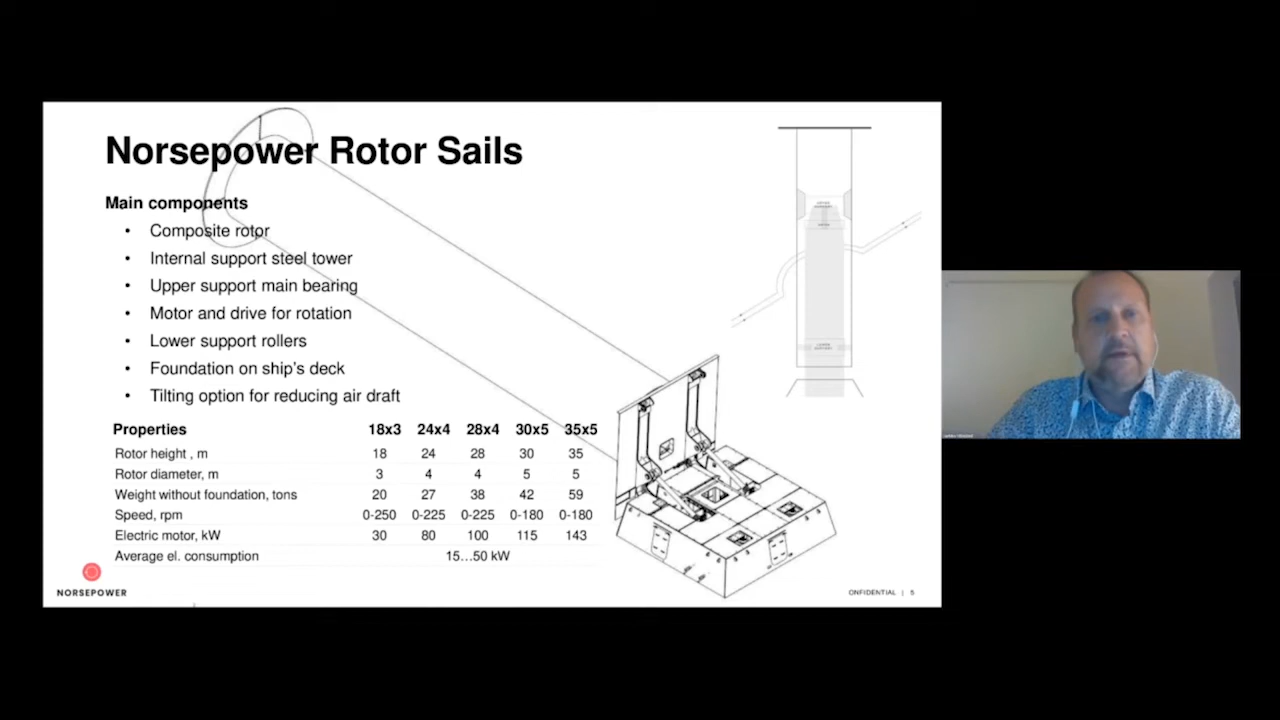 Norsepower Rotor Sails
Main components
• Composite rotor
• Internal support steel tower
• Upper support main bearing
• Motor and drive for rotation
• Lower support rollers
• Foundation on ship's deck
• Tilting option for reducing air draft
Properties 18x3 24x4 28x4 30x5 35x5
Rotor height , m 18 24 28 30 35
Rotor diameter, m 3 4 4 5 5
Weight without foundation, tons 20 27 38 42 59
Speed, rpm 0-250 0-225 0-225 0-180 0-180
Electric motor, kW 30 80 100 115 143
Average el. consumption 15…50 kW
NORSEPOWER
ONFIDENTIAL | 5